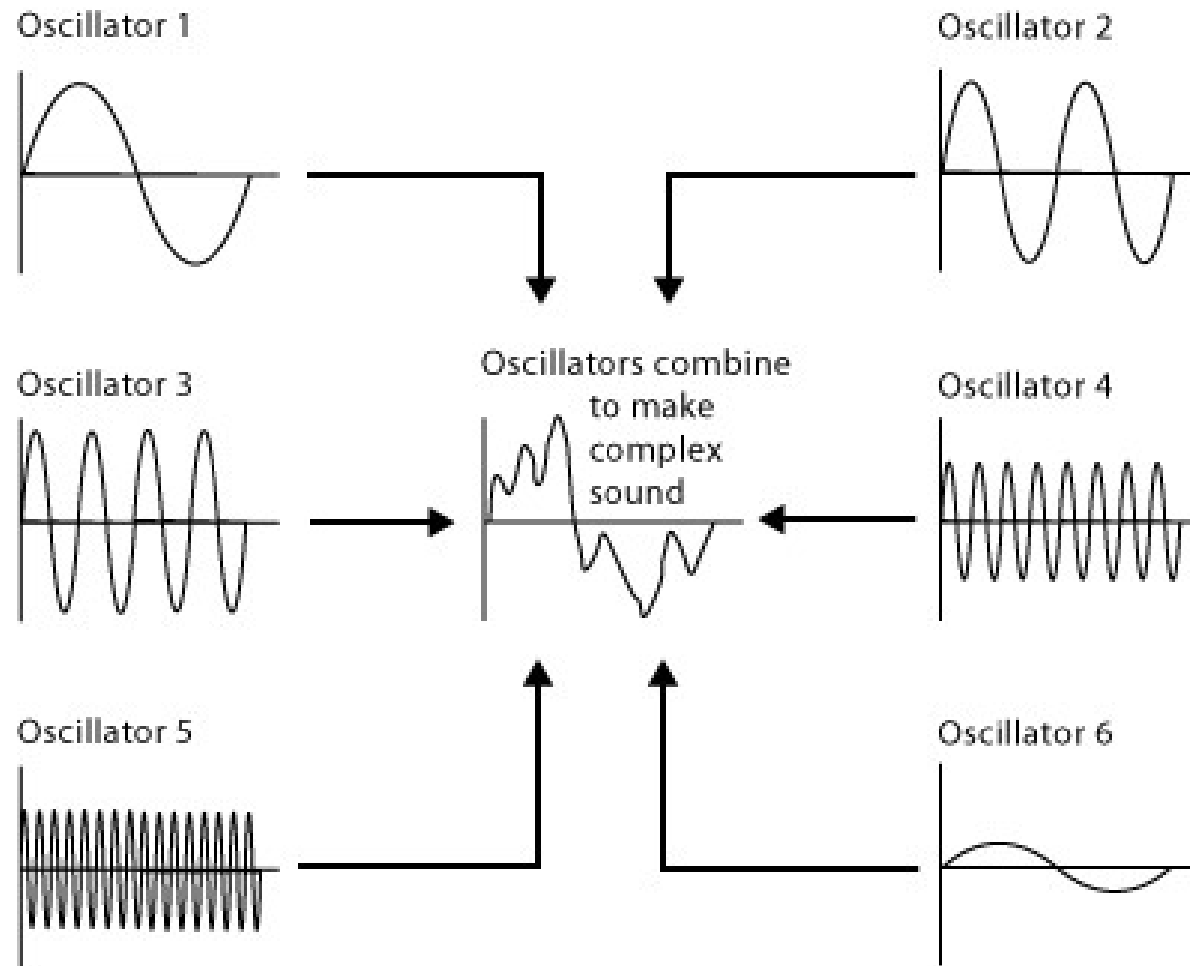 Oscillator 1
Oscillator 2
Oscillator 3
Oscillators combine
to make
complex
sound
Oscillator 4
Oscillator 5
Oscillator 6